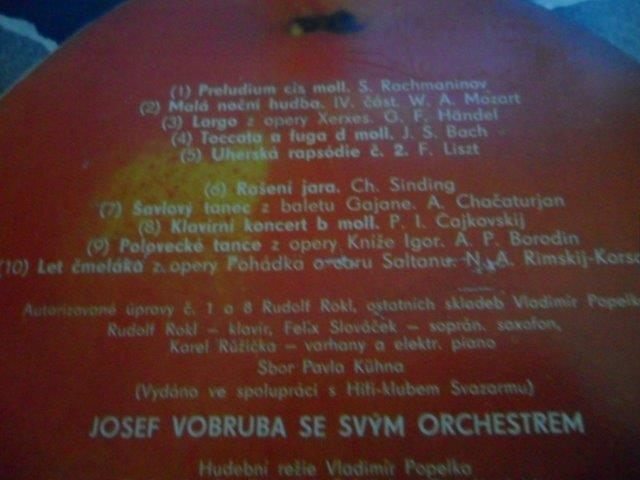 (1) Preludium cis moll. S. Rachmaninov
(2) Malá noční hudba. IV. část. W. A. Mozart
(3) Largo z opery Xerxes. G. F. Händel
(4) Toccata a fuga d moll. J. S. Bach
(5) Uherská rapsódie č. 2. F. Liszt
(6) Rašení jara. Ch. Sinding
(7) Šavlový tanec z baletu Gajane. A. Chačaturjan
(8) Klavírní koncert b moll. P. I. Čajkovskij
(9) Polovecké tance z opery Kníže Igor. A. P. Borodin
(10) Let čmeláka z opery Pohádka o caru Saltanu. N. A. Rimskij-Korsa
Autorizované úpravy č. 1 a 8 Rudolf Rokl, ostatních skladeb Vladimír Popelka
Rudolf Rokl – klavír, Felix Slováček – soprán. saxofon,
Karel Růžička – varhany a elektr. piano
Sbor Pavla Kühna
(Vydáno ve spolupráci s Hifi-klubem Svazarmu)
JOSEF VOBRUBA SE SVÝM ORCHESTREM
Hudební režie Vladimír Popelka